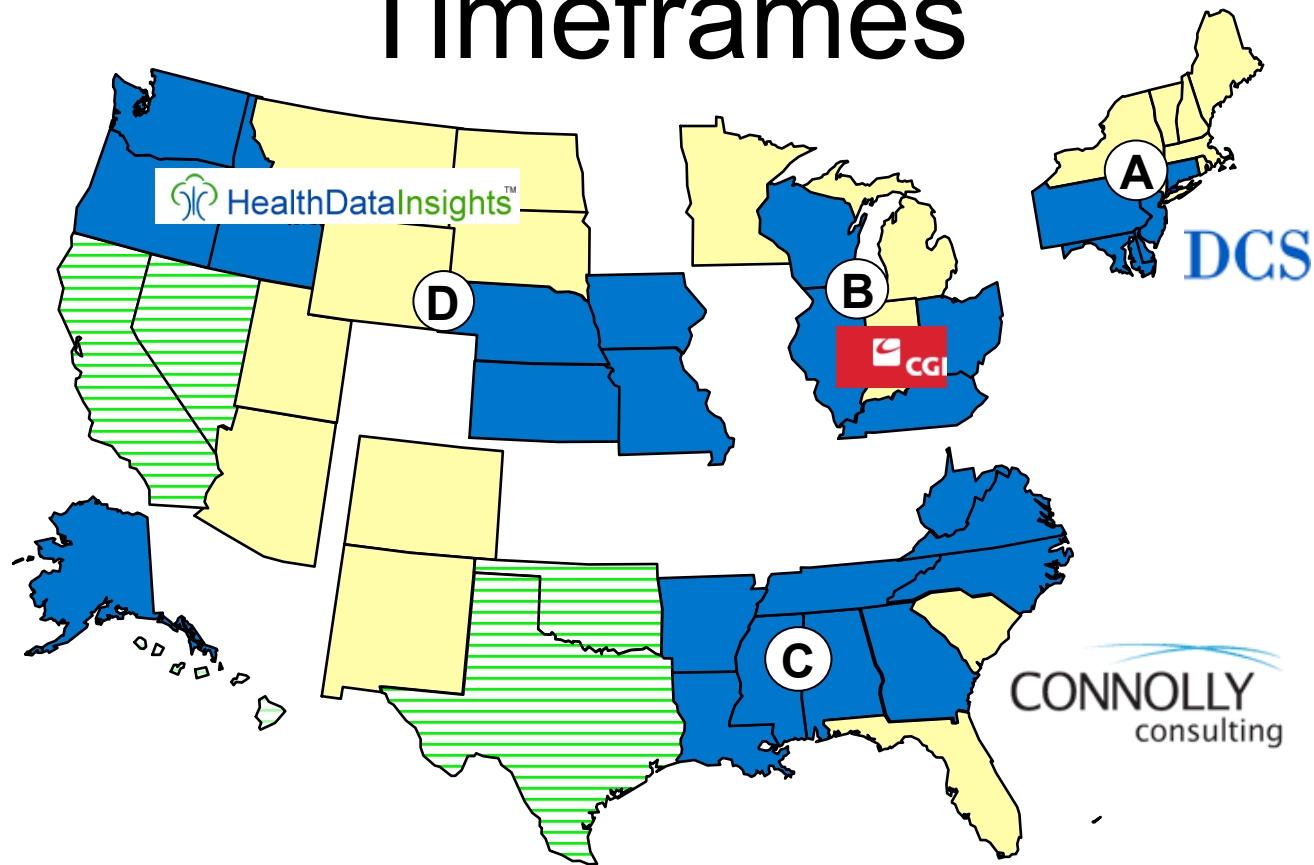 Timeframes
HealthDataInsights™
A
DCS
D
B
CGI
C
CONNOLLY
consulting